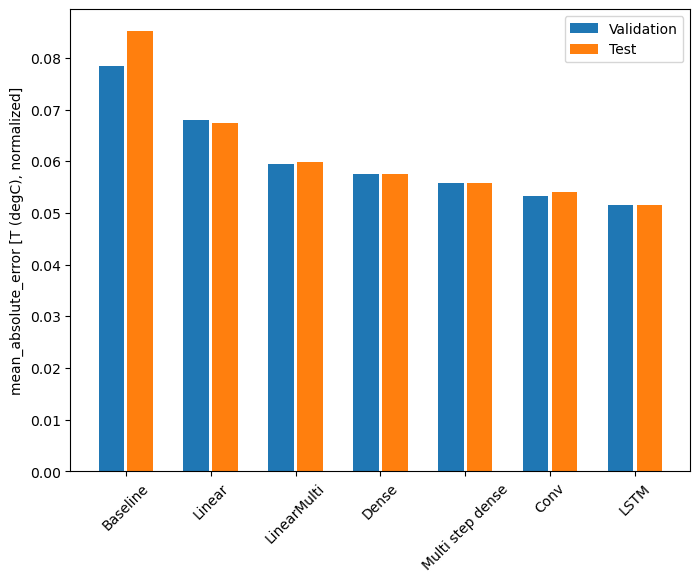 Validation
Test
mean_absolute_error [T (degC), normalized]
0.08
0.07
0.06
0.05
0.04
0.03
0.02
0.01
0.00
Baseline
Linear
LinearMulti
Dense
Multi step dense
Conv
LSTM